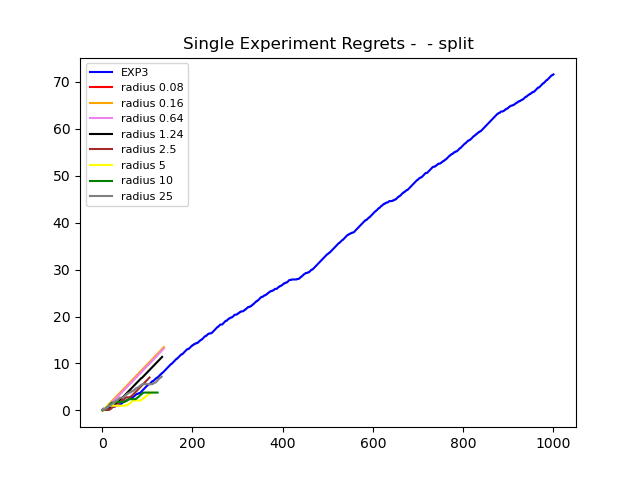 Single Experiment Regrets -  - split
EXP3
radius 0.08
radius 0.16
radius 0.64
radius 1.24
radius 2.5
radius 5
radius 10
radius 25
70
60
50
40
30
20
10
0
0 200 400 600 800 1000